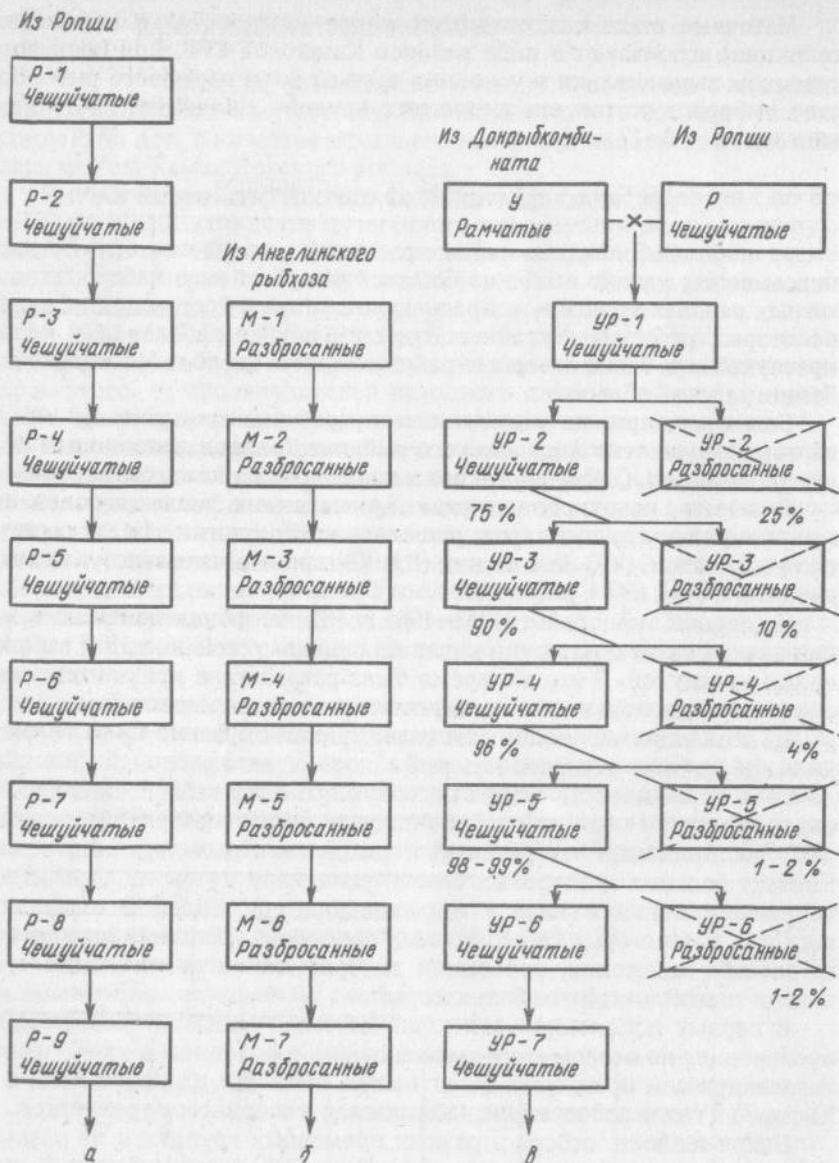 Из Ропши
Р-1
Чешуйчатые
Р-2
Чешуйчатые
Р-3
Чешуйчатые
Р-4
Чешуйчатые
Р-5
Чешуйчатые
Р-6
Чешуйчатые
Р-7
Чешуйчатые
Р-8
Чешуйчатые
Р-9
Чешуйчатые
а
Из Ангелинского
рыбхоза
М-1
Разбросанные
М-2
Разбросанные
М-3
Разбросанные
М-4
Разбросанные
М-5
Разбросанные
М-6
Разбросанные
М-7
Разбросанные
б
Из Донрыбкомби-
ната
У
Рамчатые
×
Из Ропши
Р
Чешуйчатые
УР-1
Чешуйчатые
УР-2
Чешуйчатые
УР-2
Разбросанные
75 %
25 %
УР-3
Чешуйчатые
УР-3
Разбросанные
90 %
10 %
УР-4
Чешуйчатые
УР-4
Разбросанные
96 %
4 %
УР-5
Чешуйчатые
УР-5
Разбросанные
98-99%
1-2 %
УР-6
Чешуйчатые
УР-6
Разбросанные
1-2 %
УР-7
Чешуйчатые
в